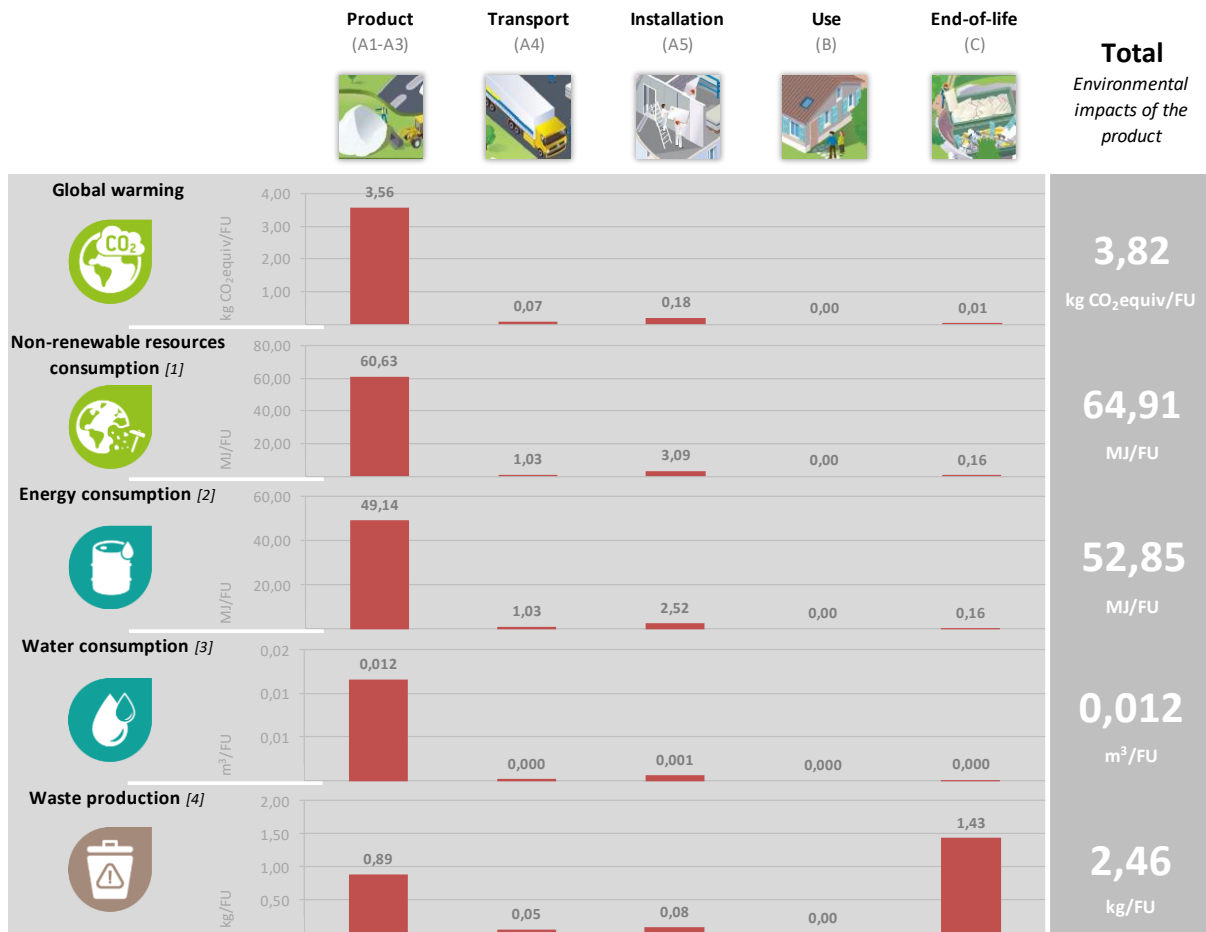 Product
(A1-A3)
Transport
(A4)
Installation
(A5)
Use
(B)
End-of-life
(C)
Total
Environmental
impacts of the
product
Global warming
CO₂
kg CO₂equiv/FU
4,00
3,00
2,00
1,00
3,56
0,07
0,18
0,00
0,01
3,82
kg CO₂equiv/FU
Non-renewable resources
consumption [1]
MJ/FU
80,00
60,00
40,00
20,00
60,63
1,03
3,09
0,00
0,16
64,91
MJ/FU
Energy consumption [2]
MJ/FU
60,00
40,00
20,00
49,14
1,03
2,52
0,00
0,16
52,85
MJ/FU
Water consumption [3]
m³/FU
0,02
0,01
0,01
0,012
0,000
0,001
0,000
0,000
0,012
m³/FU
Waste production [4]
kg/FU
2,00
1,50
1,00
0,50
0,89
0,05
0,08
0,00
1,43
2,46
kg/FU